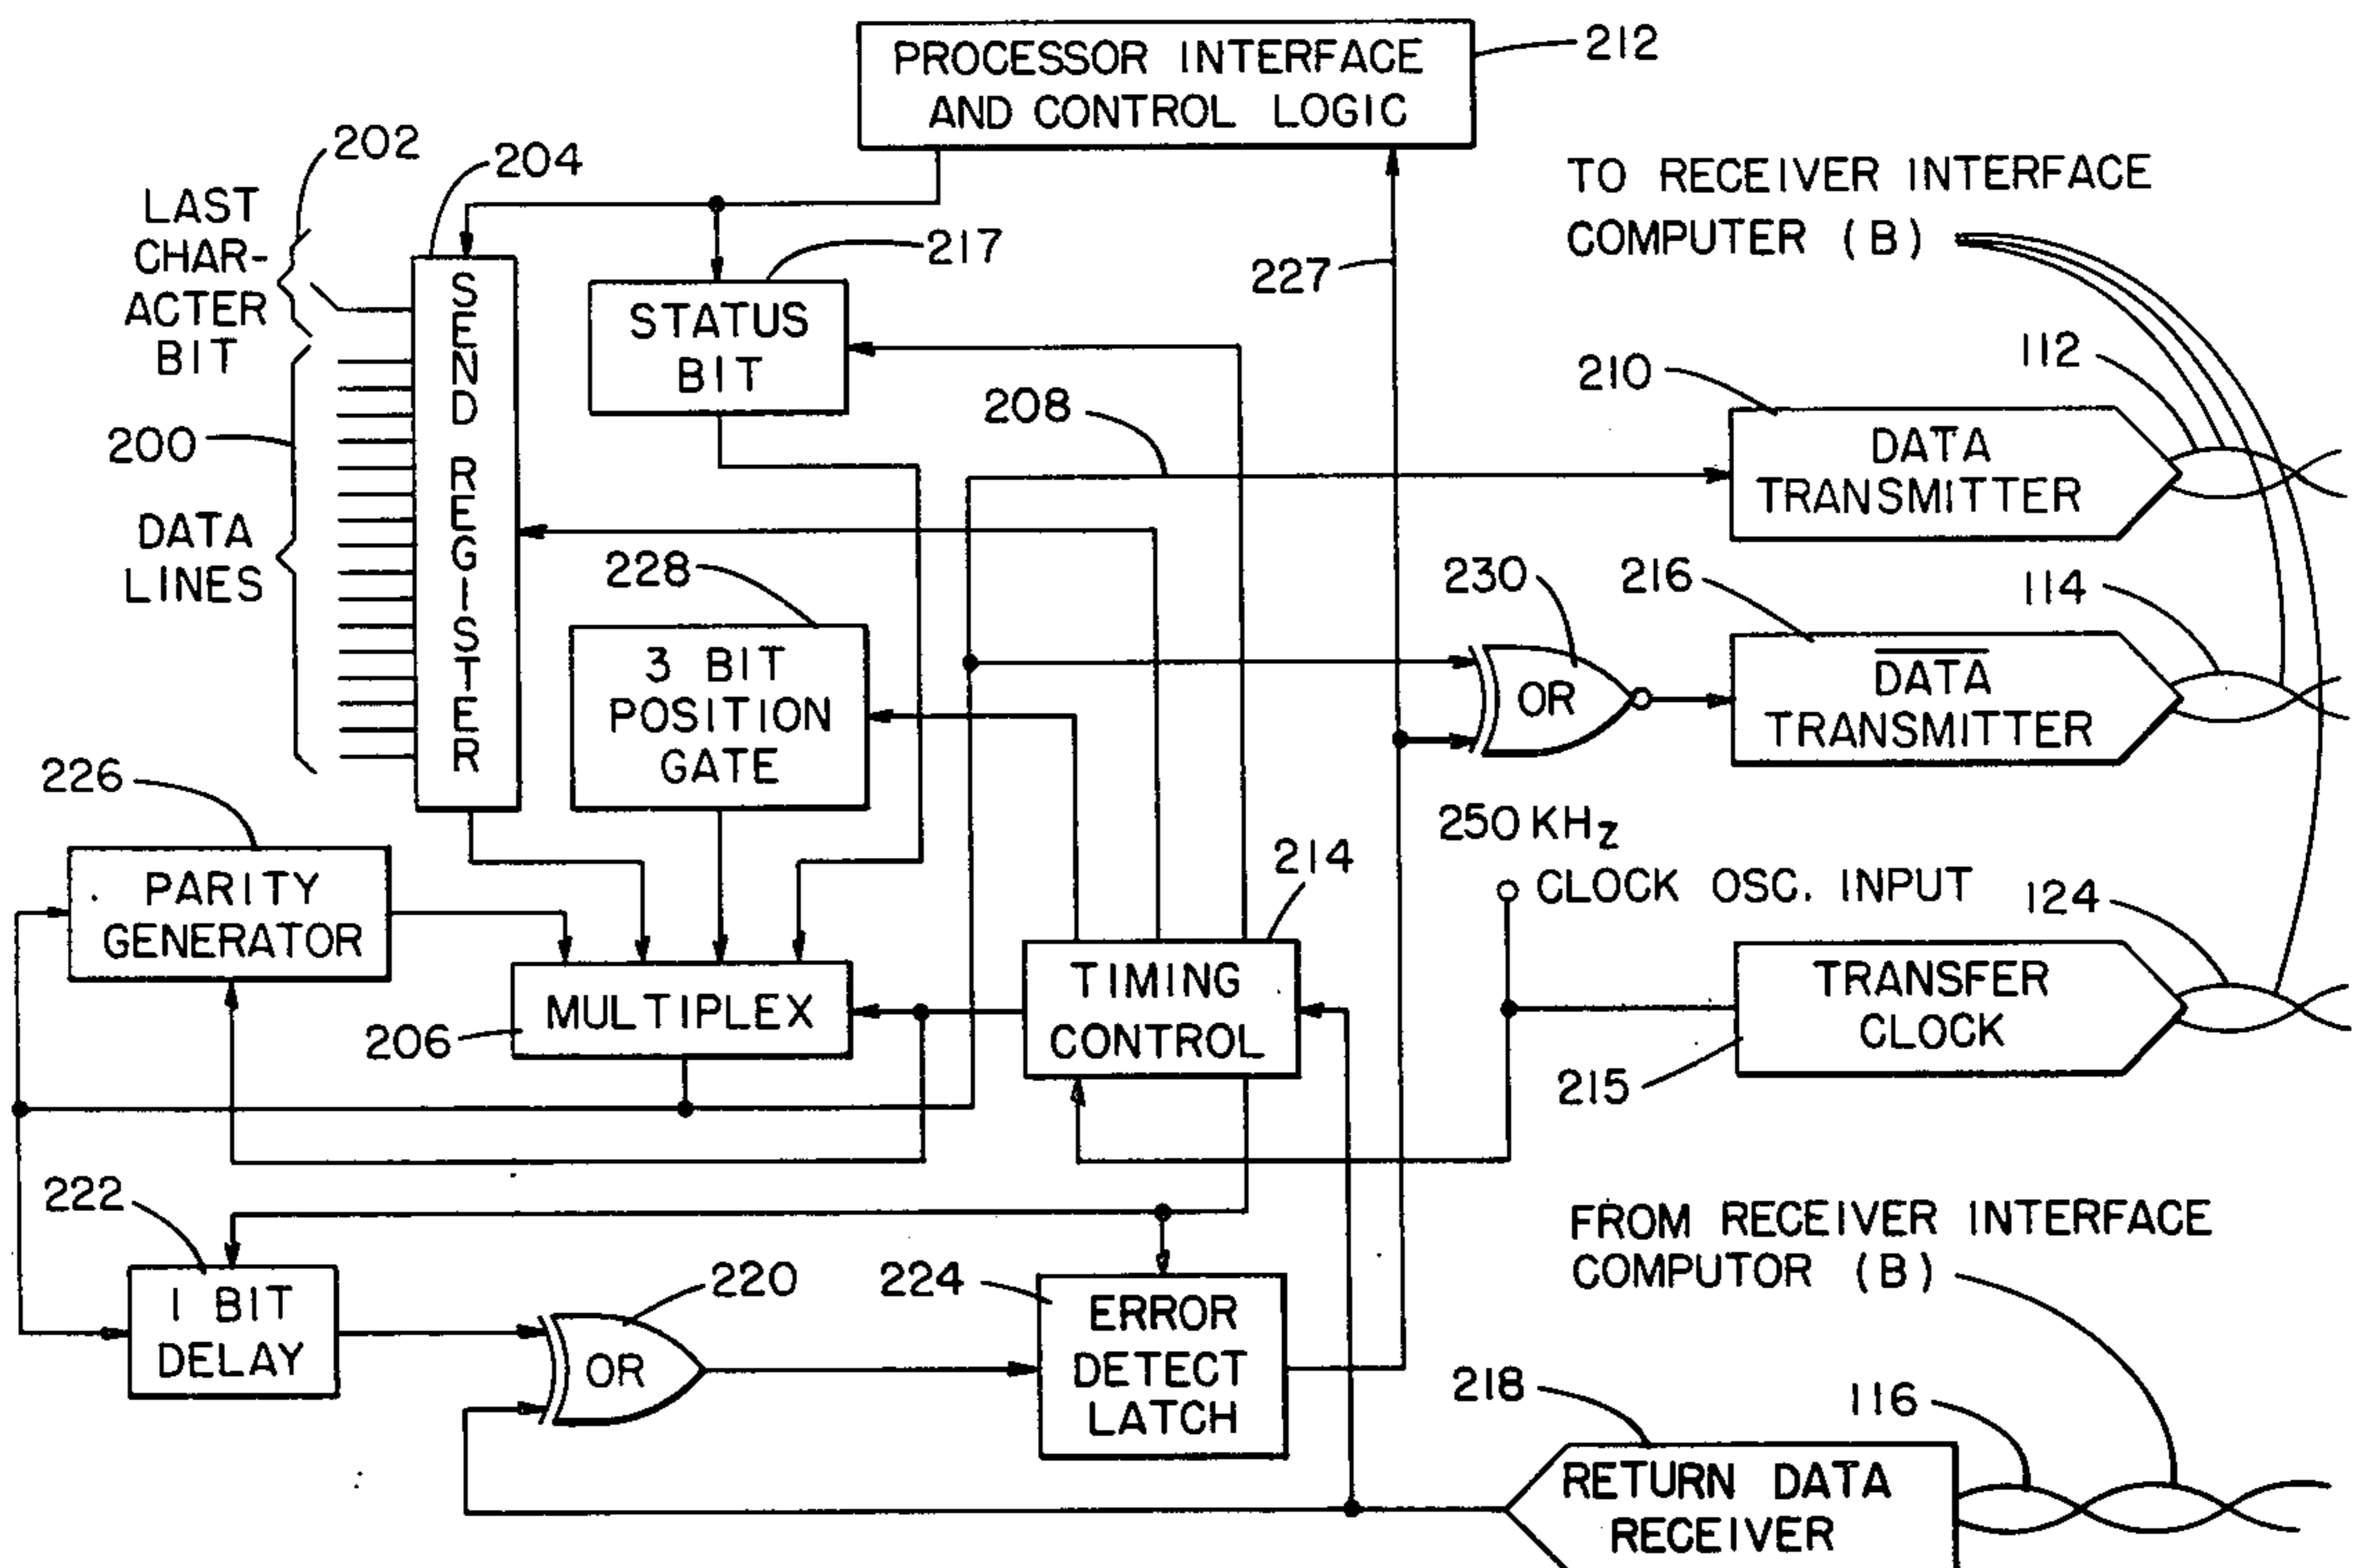 PROCESSOR INTERFACE
AND CONTROL LOGIC
212
202
204
LAST
CHAR-
ACTER
BIT
TO RECEIVER INTERFACE
COMPUTER (B)
217
227
STATUS
BIT
SEND REGISTER
112
210
208
200
DATA
TRANSMITTER
DATA
LINES
228
230
216
114
3 BIT
POSITION
GATE
OR
DATA
TRANSMITTER
226
250 KHz
CLOCK OSC. INPUT
214
124
PARITY
GENERATOR
MULTIPLEX
206
TIMING
CONTROL
TRANSFER
CLOCK
215
222
FROM RECEIVER INTERFACE
COMPUTOR (B)
1 BIT
DELAY
220
OR
224
ERROR
DETECT
LATCH
218
116
RETURN DATA
RECEIVER